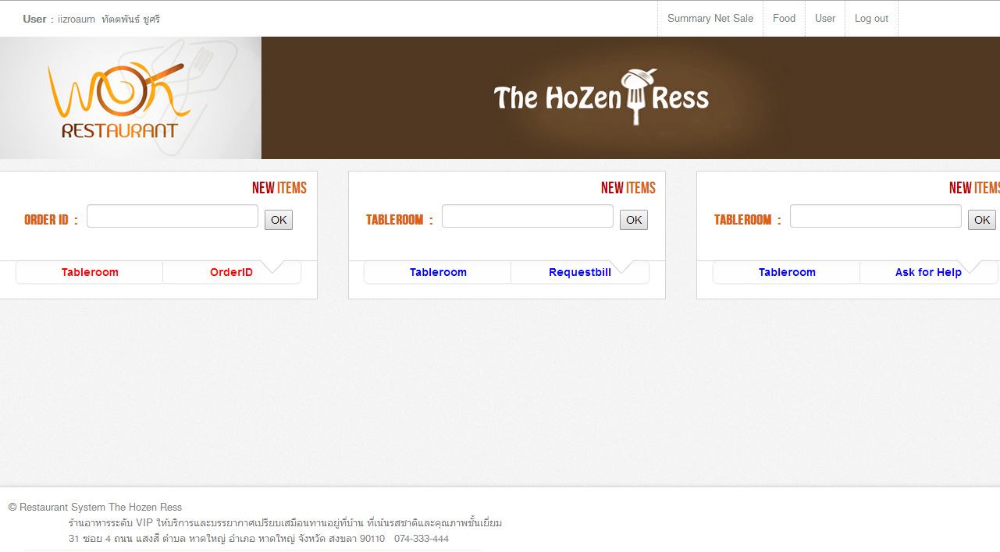 User : iizroaum ทัตตพันธ์ ชูศรี
Summary Net Sale Food User Log out
WOK
RESTAURANT
The HoZen Ress
NEW ITEMS
ORDER ID :
OK
Tableroom OrderID
NEW ITEMS
TABLEROOM :
OK
Tableroom Requestbill
NEW ITEMS
TABLEROOM :
OK
Tableroom Ask for Help
© Restaurant System The Hozen Ress
ร้านอาหารระดับ VIP ให้บริการและบรรยากาศเปรียบเสมือนทานอยู่ที่บ้าน ที่เน้นรสชาติและคุณภาพชั้นเยี่ยม
31 ซอย 4 ถนน แสงสี ตำบล หาดใหญ่ อำเภอ หาดใหญ่ จังหวัด สงขลา 90110 074-333-444